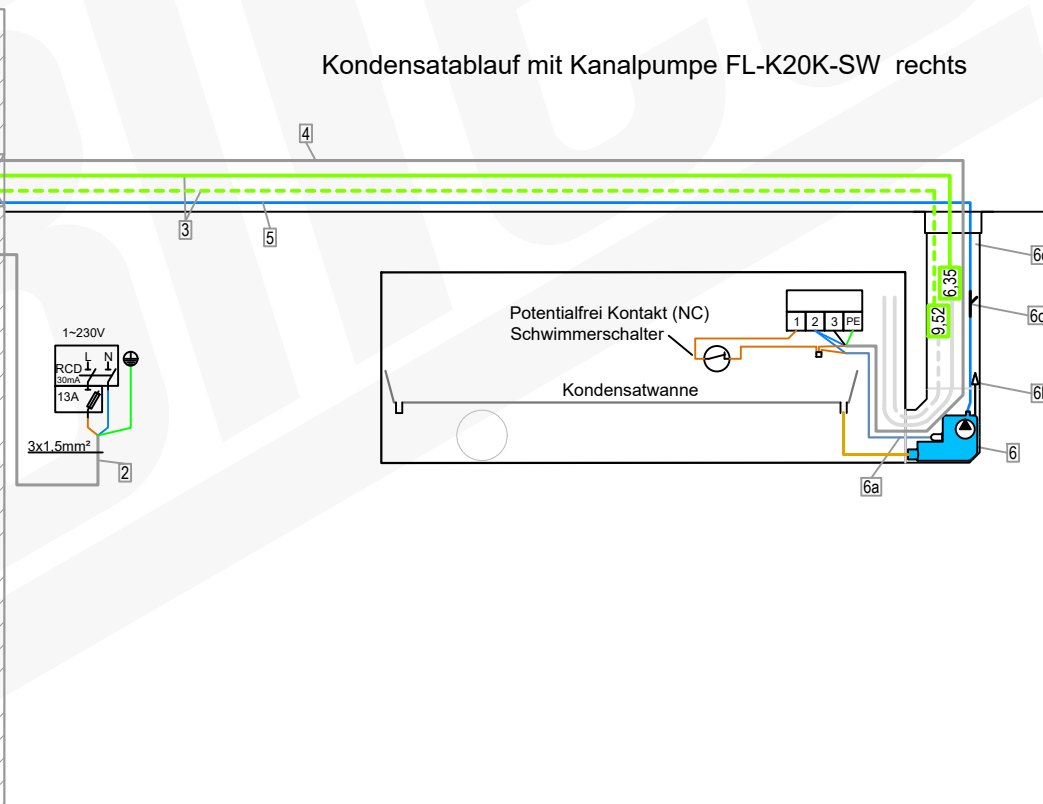 Kondensatablauf mit Kanalpumpe FL-K20K-SW rechts
4
3
5
6,35
9,52
Potentialfrei Kontakt (NC)
Schwimmerschalter
1 2 3 PE
Kondensatwanne
1~230V
L N
RCD
30mA
13A
3x1,5mm²
2
6
6a